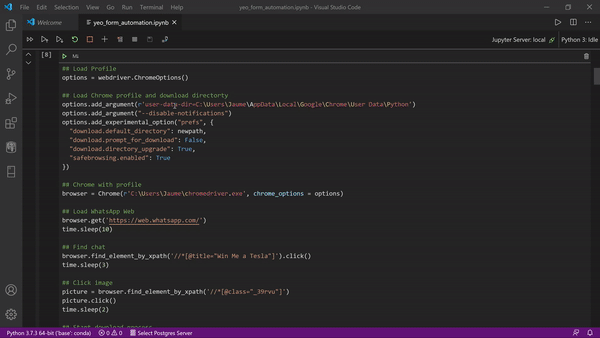 File Edit Selection View Go Run Terminal Help
yeo_form_automation.ipynb - Visual Studio Code
Welcome
yeo_form_automation.ipynb
Jupyter Server: local
Python 3: Idle
[8]
## Load Profile
options = webdriver.ChromeOptions()
## Load Chrome profile and download directorty
options.add_argument(r'user-data-dir=C:\Users\Jaume\AppData\Local\Google\Chrome\User Data\Python')
options.add_argument("--disable-notifications")
options.add_experimental_option("prefs", {
"download.default_directory": newpath,
"download.prompt_for_download": False,
"download.directory_upgrade": True,
"safebrowsing.enabled": True
})
## Chrome with profile
browser = Chrome(r'C:\Users\Jaume\chromedriver.exe', chrome_options = options)
## Load WhatsApp Web
browser.get('https://web.whatsapp.com/')
time.sleep(10)
## Find chat
browser.find_element_by_xpath('//*[@title="Win Me a Tesla"]').click()
time.sleep(3)
## Click image
picture = browser.find_element_by_xpath('//*[@class="_39rvu"]')
picture.click()
time.sleep(2)
## Start download process
Python 3.7.3 64-bit ('base': conda) 0 0 Select Postgres Server